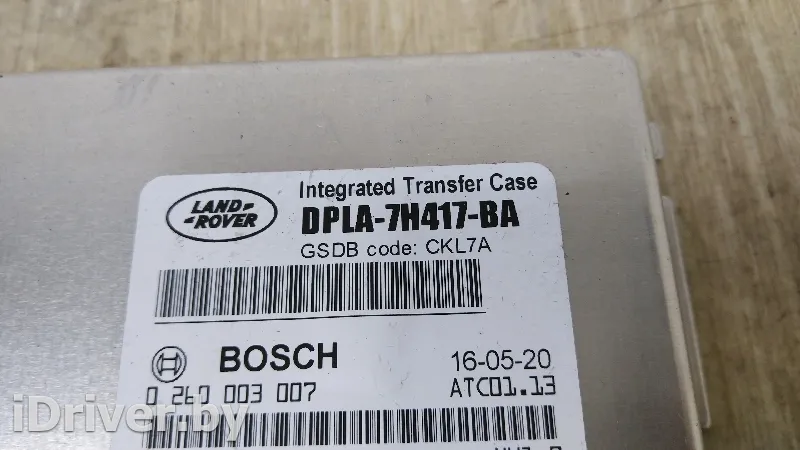 LAND
ROVER
Integrated Transfer Case
DPLA-7H417-BA
GSDB code: CKL7A
BOSCH
16-05-20
0 260 003 007
ATC01.13
iDriver.by